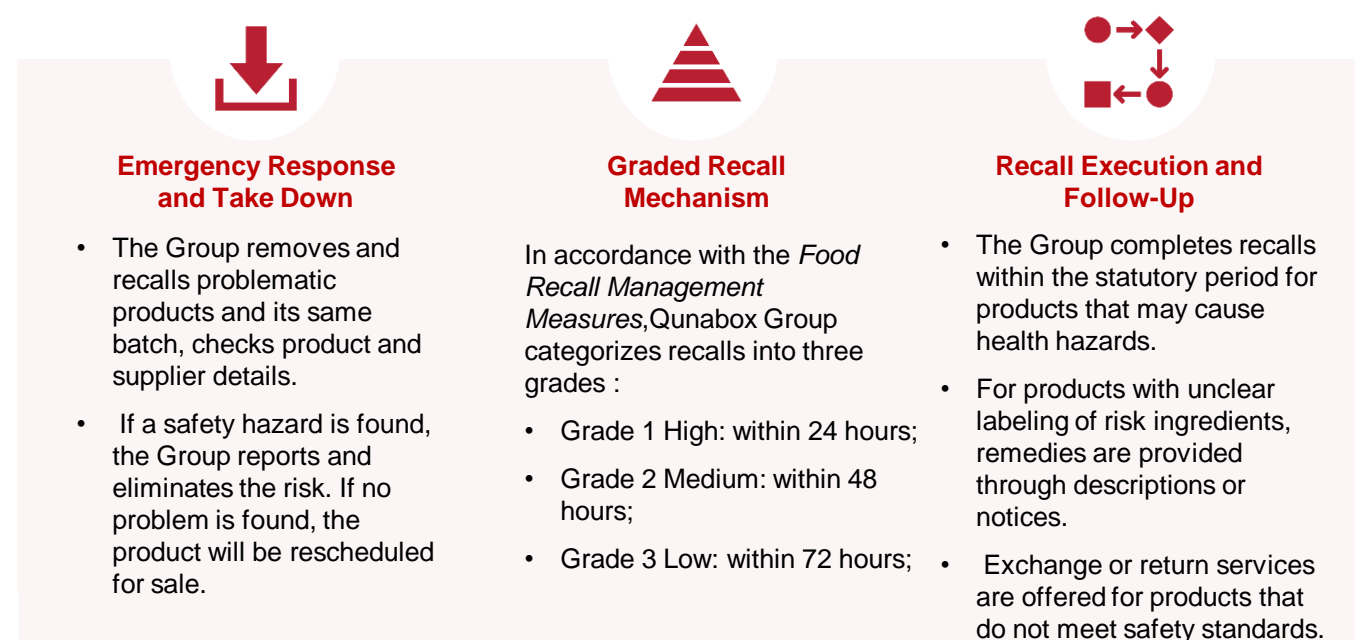 Emergency Response
and Take Down
• The Group removes and
recalls problematic
products and its same
batch, checks product and
supplier details.
•  If a safety hazard is found,
the Group reports and
eliminates the risk. If no
problem is found, the
product will be rescheduled
for sale.
Graded Recall
Mechanism
In accordance with the Food
Recall Management
Measures,Qunabox Group
categorizes recalls into three
grades :
• Grade 1 High: within 24 hours;
• Grade 2 Medium: within 48
hours;
• Grade 3 Low: within 72 hours;
Recall Execution and
Follow-Up
• The Group completes recalls
within the statutory period for
products that may cause
health hazards.
• For products with unclear
labeling of risk ingredients,
remedies are provided
through descriptions or
notices.
•  Exchange or return services
are offered for products that
do not meet safety standards.